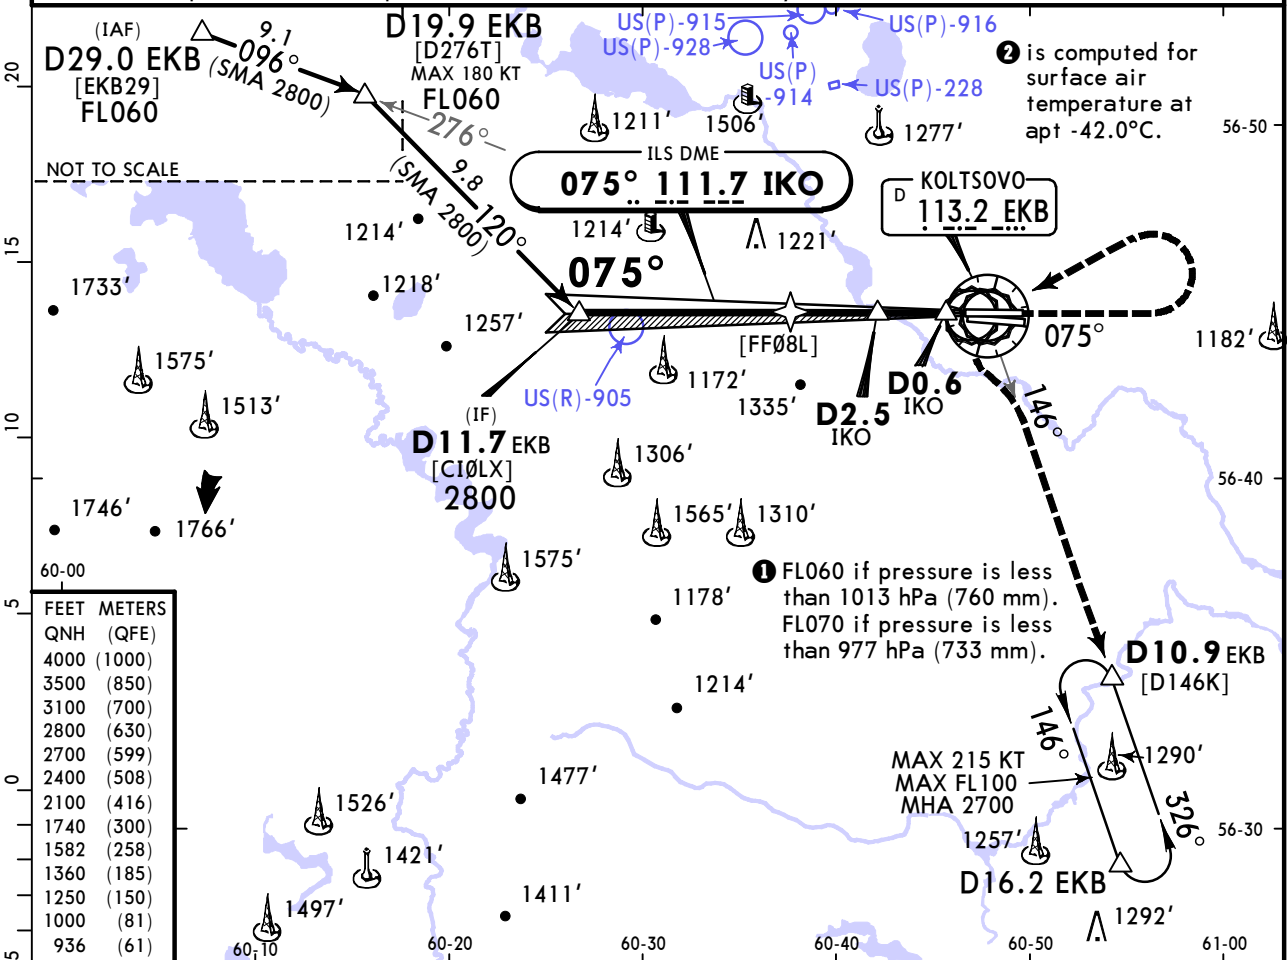 (IAF)
D29.0 EKB
[EKB29]
FL060
9.1
096°
(SMA 2800)
D19.9 EKB
[D276T]
MAX 180 KT
FL060
276°
US(P)-915
US(P)-928
US(P)-916
US(P)
-914
US(P)-228
❷ is computed for
surface air
temperature at
apt -42.0°C.
20
1211'
1506'
1277'
56-50
NOT TO SCALE
9.8
(SMA 2800)
120°
ILS DME
075° 111.7 IKO
KOLTSOVO
D 113.2 EKB
1214'
1214'
1221'
15
1733'
1218'
075°
1257'
[FFØ8L]
075°
1182'
1575'
1172'
1335'
D0.6
IKO
D2.5
IKO
146°
US(R)-905
1513'
(IF)
D11.7 EKB
[CIØLX]
2800
10
1306'
56-40
1746'
1766'
1565'
1310'
1575'
❶ FL060 if pressure is less
than 1013 hPa (760 mm).
FL070 if pressure is less
than 977 hPa (733 mm).
60-00
5
1178'
FEET METERS
QNH (QFE)
4000 (1000)
3500 (850)
3100 (700)
2800 (630)
2700 (599)
2400 (508)
2100 (416)
1740 (300)
1582 (258)
1360 (185)
1250 (150)
1000 (81)
936 (61)
D10.9 EKB
[D146K]
1214'
146°
MAX 215 KT
MAX FL100
MHA 2700
1290'
326°
0
1477'
1526'
1257'
56-30
1421'
D16.2 EKB
1411'
1497'
1292'
5
60-10
60-20
60-30
60-40
60-50
61-00